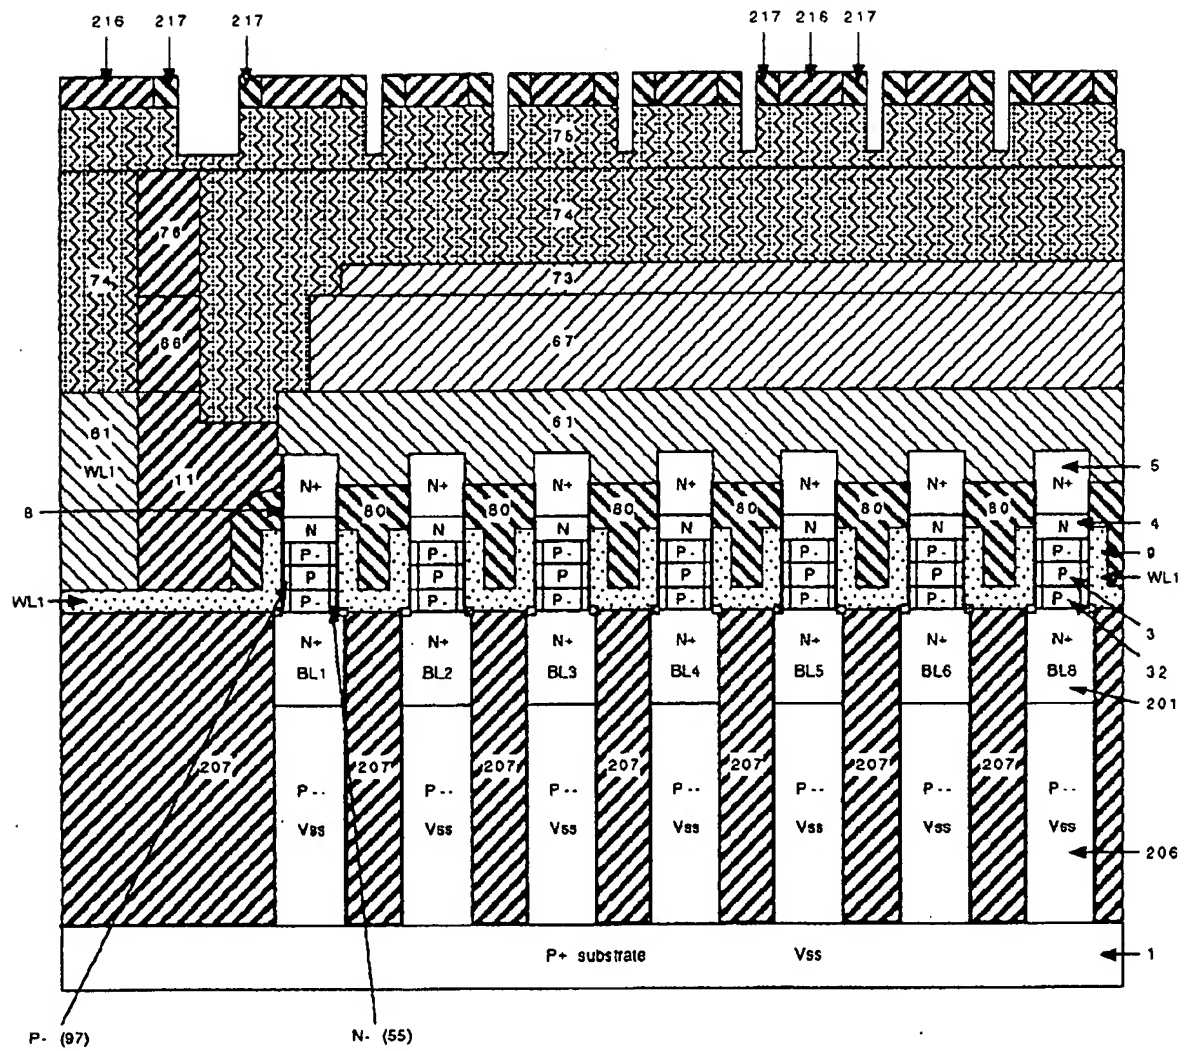 216 217 217 217 216 217
75
76 74
74 73
66 67
61 61
WL1 11
N+ N+ N+ N+ N+ N+ N+ 5
8 80 80 80 80 80 80
N N N N N N N 4
P- P- P- P- P- P- P- 9
P P P P P P P WL1
WL1 P- P- P- P- P- P- P-
3
N+ N+ N+ N+ N+ N+ N+ 32
BL1 BL2 BL3 BL4 BL5 BL6 BL8
201
207 207 207 207 207 207 207
P-- P-- P-- P-- P-- P-- P--
Vss Vss Vss Vss Vss Vss Vss
206
P+ substrate Vss 1
P- (97) N- (55)